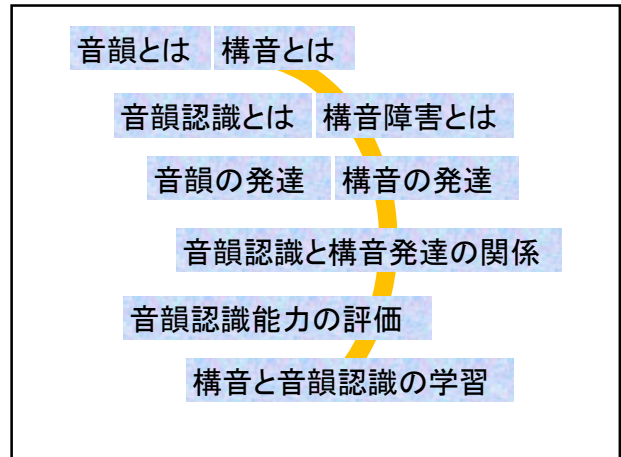 音韻とは 構音とは
音韻認識とは 構音障害とは
音韻の発達 構音の発達
音韻認識と構音発達の関係
音韻認識能力の評価
構音と音韻認識の学習